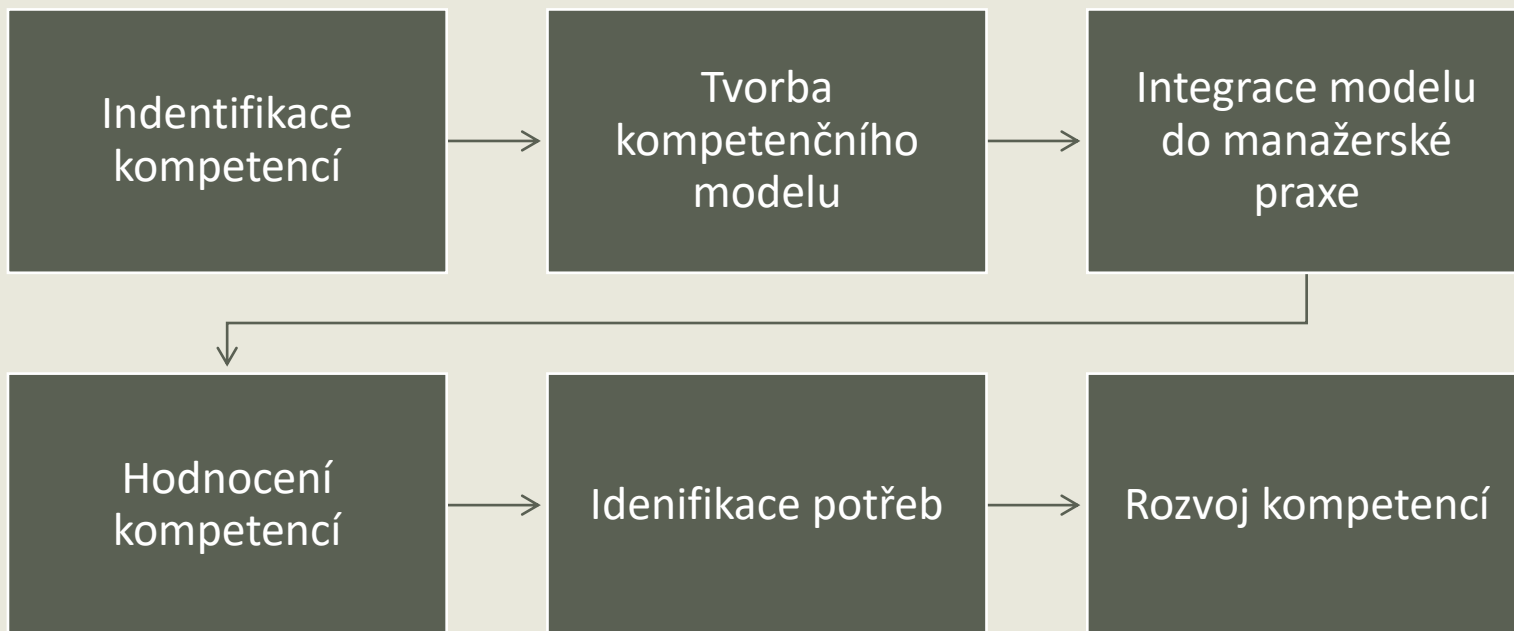 Indentifikace
kompetencí
Tvorba
kompetenčního
modelu
Integrace modelu
do manažerské
praxe
Hodnocení
kompetencí
Idenifikace potřeb
Rozvoj kompetencí